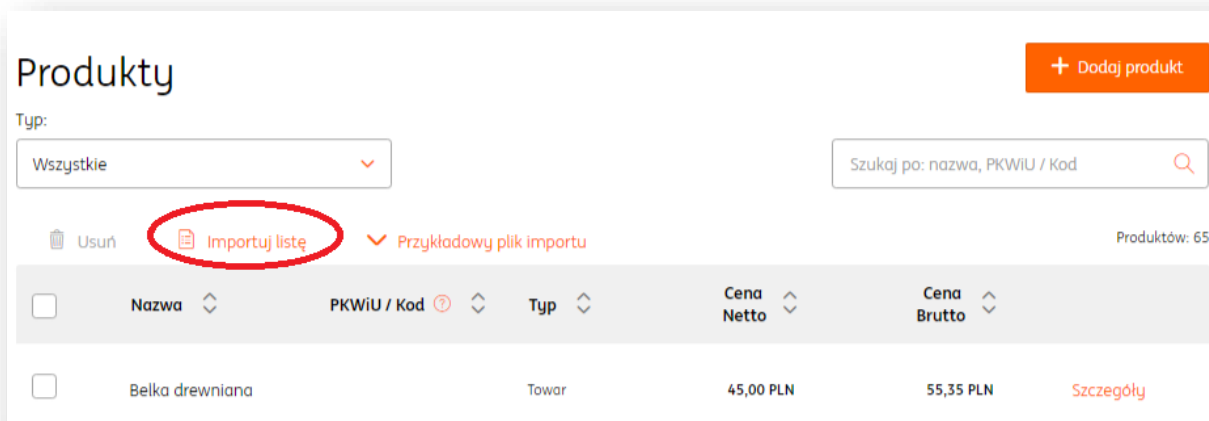 Produkty
+ Dodaj produkt
Typ:
Wszystkie
Szukaj po: nazwa, PKWiU / Kod
Usuń
Importuj listę
Przykładowy plik importu
Produktów: 65
Nazwa
PKWiU / Kod ?
Typ
Cena Netto
Cena Brutto
Belka drewniana
Towar
45,00 PLN
55,35 PLN
Szczegóły